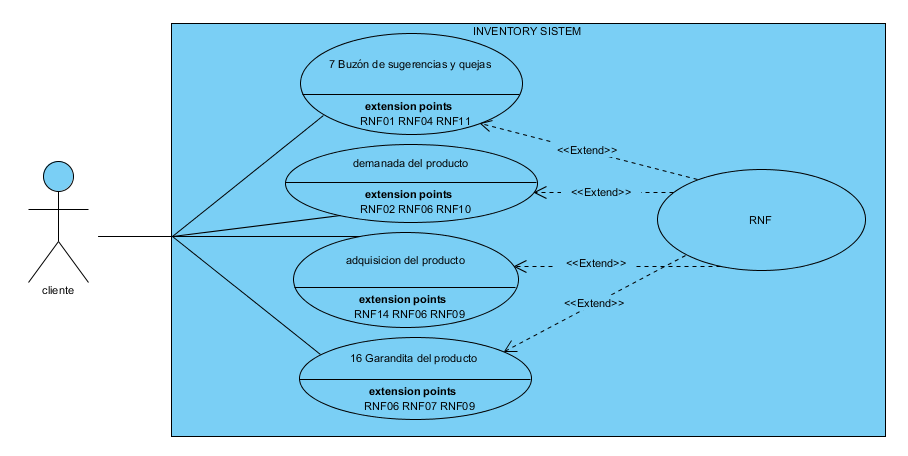 INVENTORY SISTEM
7 Buzón de sugerencias y quejas
extension points
RNF01 RNF04 RNF11
<<Extend>>
demanada del producto
extension points
RNF02 RNF06 RNF10
<<Extend>>
RNF
adquisicion del producto
extension points
RNF14 RNF06 RNF09
<<Extend>>
cliente
<<Extend>>
16 Garandita del producto
extension points
RNF06 RNF07 RNF09